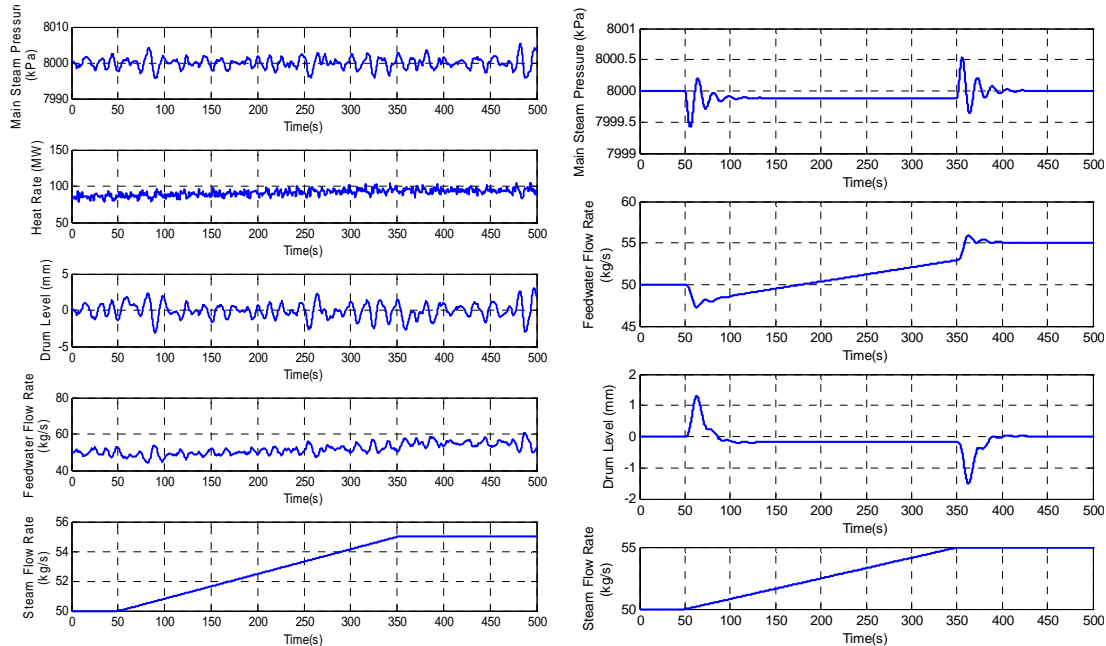 Main Steam Pressure
(kPa)
8010
8000
7990
0 50 100 150 200 250 300 350 400 450 500
Time(s)
Heat Rate (MW)
150
100
50
0 50 100 150 200 250 300 350 400 450 500
Time(s)
Drum Level (mm)
5
0
-5
0 50 100 150 200 250 300 350 400 450 500
Time(s)
Feedwater Flow Rate
(kg/s)
80
60
40
0 50 100 150 200 250 300 350 400 450 500
Time(s)
Steam Flow Rate
(kg/s)
56
54
52
50
0 50 100 150 200 250 300 350 400 450 500
Time(s)
Main Steam Pressure (kPa)
8001
8000.5
8000
7999.5
7999
0 50 100 150 200 250 300 350 400 450 500
Time(s)
Feedwater Flow Rate
(kg/s)
60
55
50
45
0 50 100 150 200 250 300 350 400 450 500
Time(s)
Drum Level (mm)
2
1
0
-1
-2
0 50 100 150 200 250 300 350 400 450 500
Time(s)
Steam Flow Rate
(kg/s)
55
50
0 50 100 150 200 250 300 350 400 450 500
Time(s)